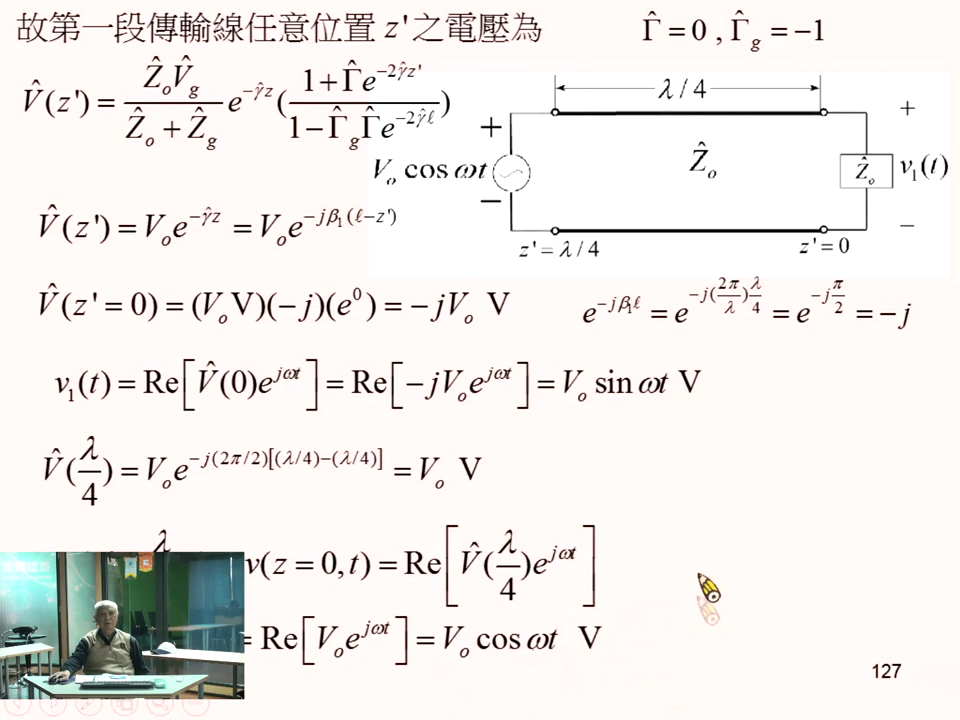 故第一段傳輸線任意位置 z' 之電壓為
Γ̂ = 0 , Γ̂_g = −1
V̂(z') = (Ẑ_o V̂_g / (Ẑ_o + Ẑ_g)) e^{−γ̂z} ((1 + Γ̂e^{−2γ̂z'}) / (1 − Γ̂_g Γ̂e^{−2γ̂ℓ}))
λ / 4
+
+
V_o cos ωt
Ẑ_o
Ẑ_o
v_1(t)
−
−
z' = λ / 4
z' = 0
V̂(z') = V_o e^{−γ̂z} = V_o e^{−jβ_1(ℓ−z')}
V̂(z' = 0) = (V_o V)(−j)(e^0) = −jV_o V
e^{−jβ_1ℓ} = e^{−j(2π/λ)λ/4} = e^{−jπ/2} = −j
v_1(t) = Re[V̂(0)e^{jωt}] = Re[−jV_o e^{jωt}] = V_o sin ωt V
V̂(λ/4) = V_o e^{−j(2π/2)[(λ/4)−(λ/4)]} = V_o V
λ
v(z = 0, t) = Re[V̂(λ/4)e^{jωt}]
= Re[V_o e^{jωt}] = V_o cos ωt V
127